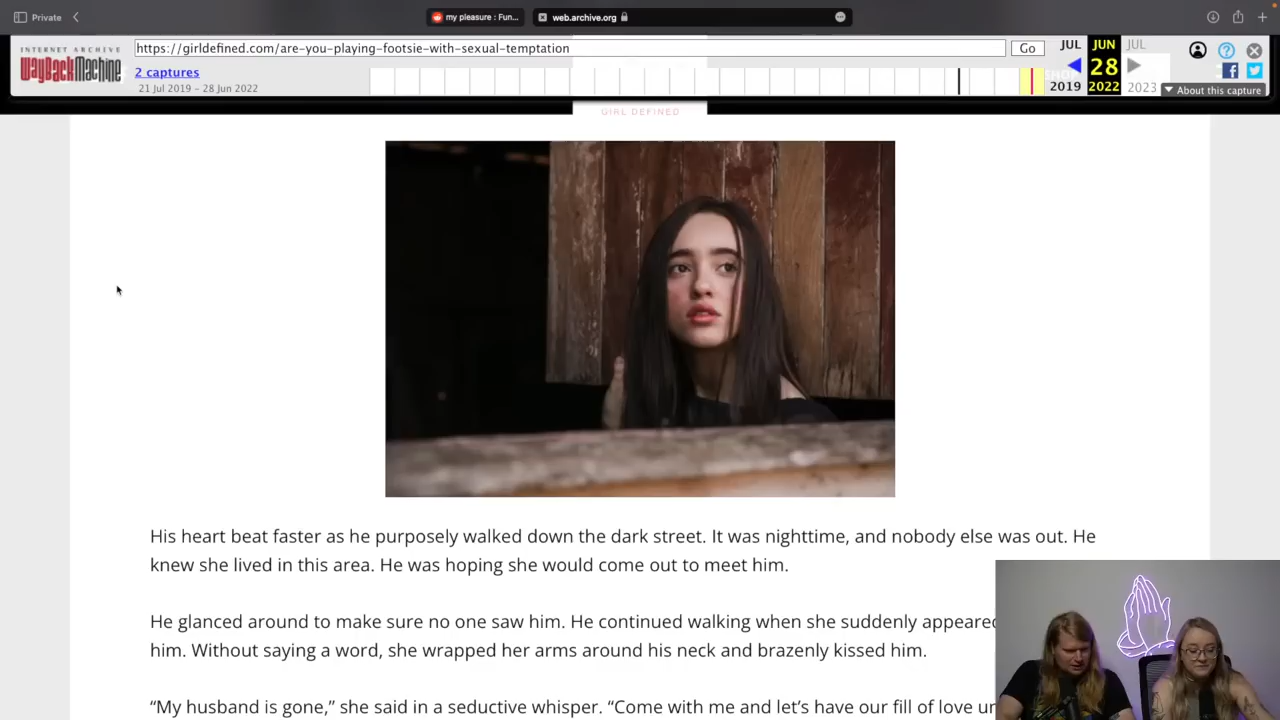 Private
my pleasure : Fun...
web.archive.org
INTERNET ARCHIVE
WayBackMachine
https://girldefined.com/are-you-playing-footsie-with-sexual-temptation
Go
JUL
JUN
JUL
2 captures
28
21 Jul 2019 – 28 Jun 2022
2019
2022
2023
About this capture
GIRL DEFINED
His heart beat faster as he purposely walked down the dark street. It was nighttime, and nobody else was out. He
knew she lived in this area. He was hoping she would come out to meet him.
He glanced around to make sure no one saw him. He continued walking when she suddenly appeared
him. Without saying a word, she wrapped her arms around his neck and brazenly kissed him.
“My husband is gone,” she said in a seductive whisper. “Come with me and let’s have our fill of love